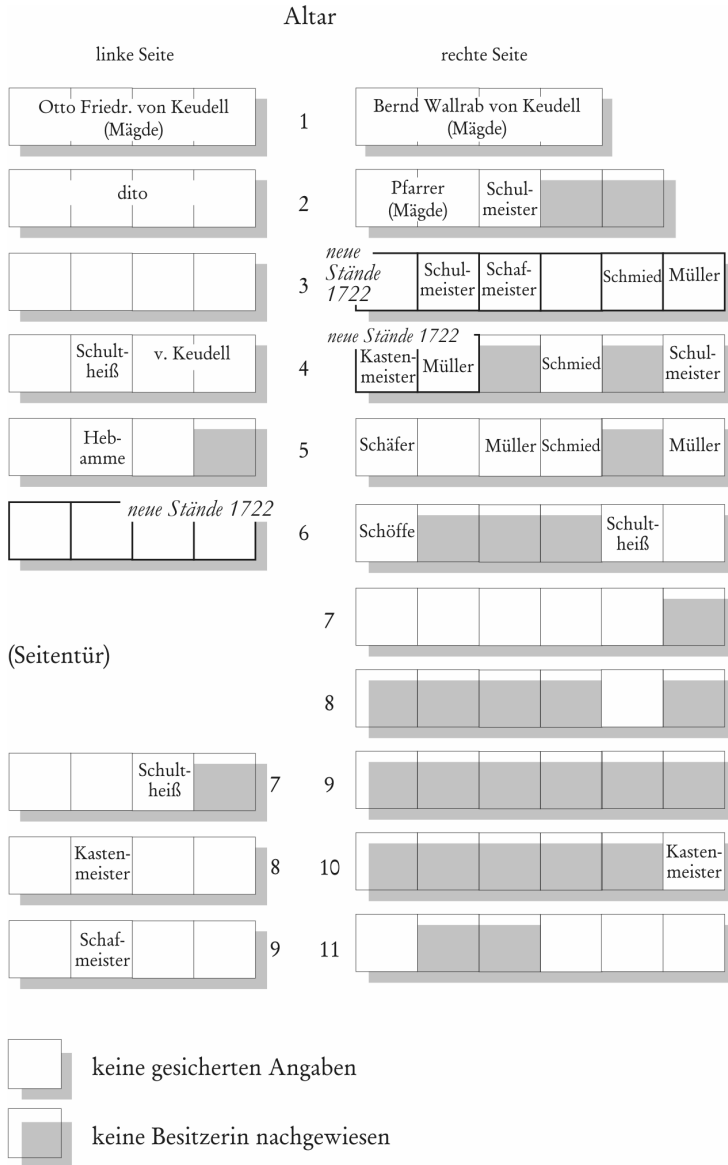 Altar
linke Seite
rechte Seite
Otto Friedr. von Keudell
(Mägde)
1
Bernd Wallrab von Keudell
(Mägde)
dito
2
Pfarrer
(Mägde)
Schul-
meister
3
neue
Stände
1722
Schul-
meister
Schaf-
meister
Schmied
Müller
Schult-
heiß
v. Keudell
4
neue Stände 1722
Kasten-
meister
Müller
Schmied
Schul-
meister
Heb-
amme
5
Schäfer
Müller
Schmied
Müller
neue Stände 1722
6
Schöffe
Schult-
heiß
7
(Seitentür)
8
Schult-
heiß
7
9
Kasten-
meister
8
10
Kasten-
meister
Schaf-
meister
9
11
keine gesicherten Angaben
keine Besitzerin nachgewiesen